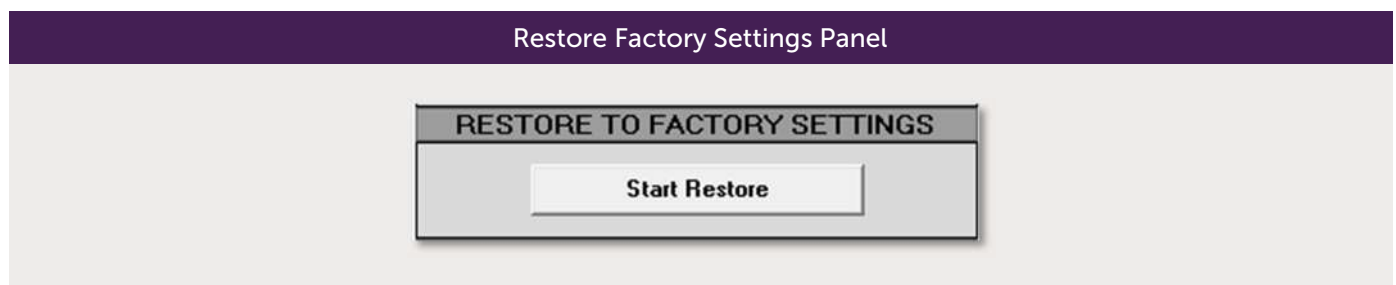 Restore Factory Settings Panel
RESTORE TO FACTORY SETTINGS
Start Restore